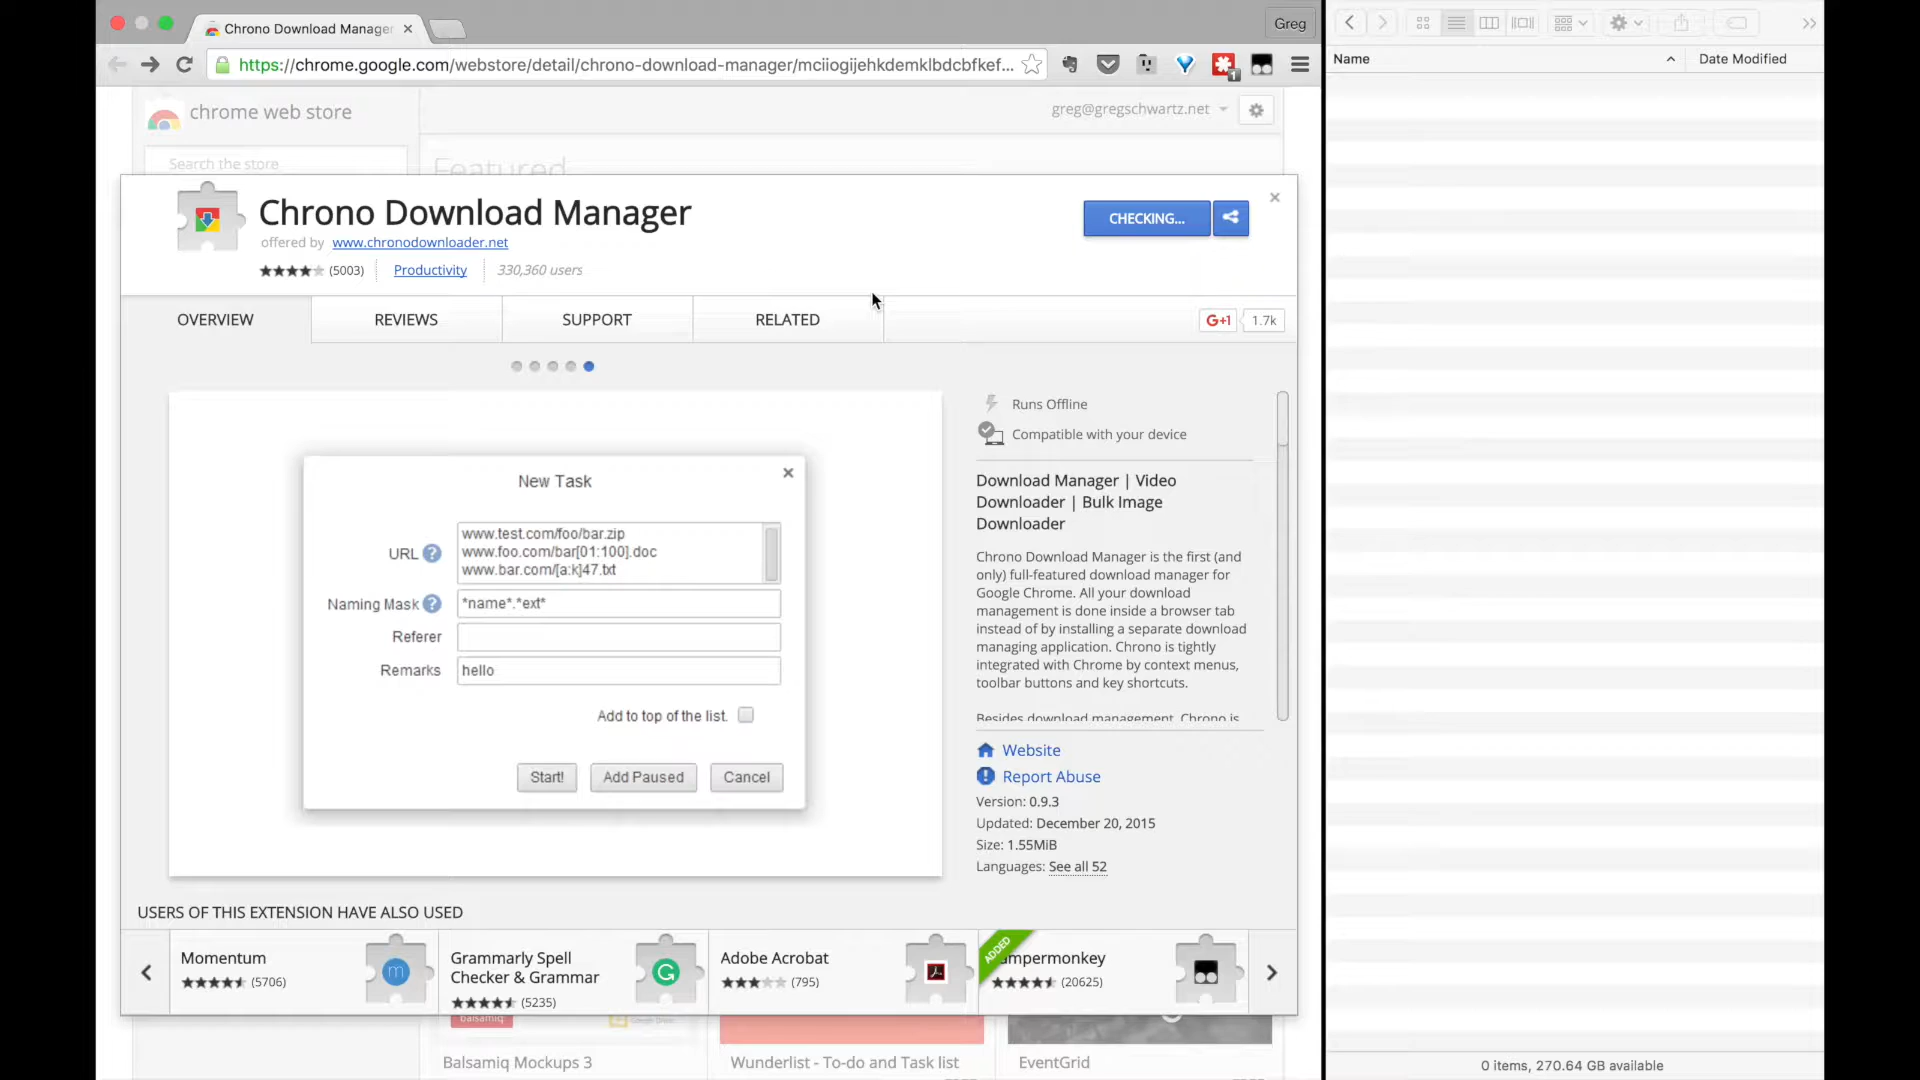 Chrono Download Manager
Greg
https://chrome.google.com/webstore/detail/chrono-download-manager/mciiogijehkdemklbdcbfkef...
1
chrome web store
greg@gregschwartz.net
Search the store
Featured
Chrono Download Manager
CHECKING...
offered by www.chronodownloader.net
(5003)
Productivity
330,360 users
OVERVIEW
REVIEWS
SUPPORT
RELATED
G+1
1.7k
New Task
URL ?
www.test.com/foo/bar.zip
www.foo.com/bar[01:100].doc
www.bar.com/[a:k]47.txt
Naming Mask ?
*name*.*ext*
Referer
Remarks
hello
Add to top of the list.
Start!
Add Paused
Cancel
Runs Offline
Compatible with your device
Download Manager | Video
Downloader | Bulk Image
Downloader
Chrono Download Manager is the first (and
only) full-featured download manager for
Google Chrome. All your download
management is done inside a browser tab
instead of by installing a separate download
managing application. Chrono is tightly
integrated with Chrome by context menus,
toolbar buttons and key shortcuts.
Besides download management, Chrono is
Website
Report Abuse
Version: 0.9.3
Updated: December 20, 2015
Size: 1.55MiB
Languages: See all 52
USERS OF THIS EXTENSION HAVE ALSO USED
Momentum
(5706)
m
Grammarly Spell
Checker & Grammar
(5235)
G
Adobe Acrobat
(795)
ADDED
ampermonkey
(20625)
balsamiq
Balsamiq Mockups 3
Wunderlist - To-do and Task list
EventGrid
Name
Date Modified
0 items, 270.64 GB available